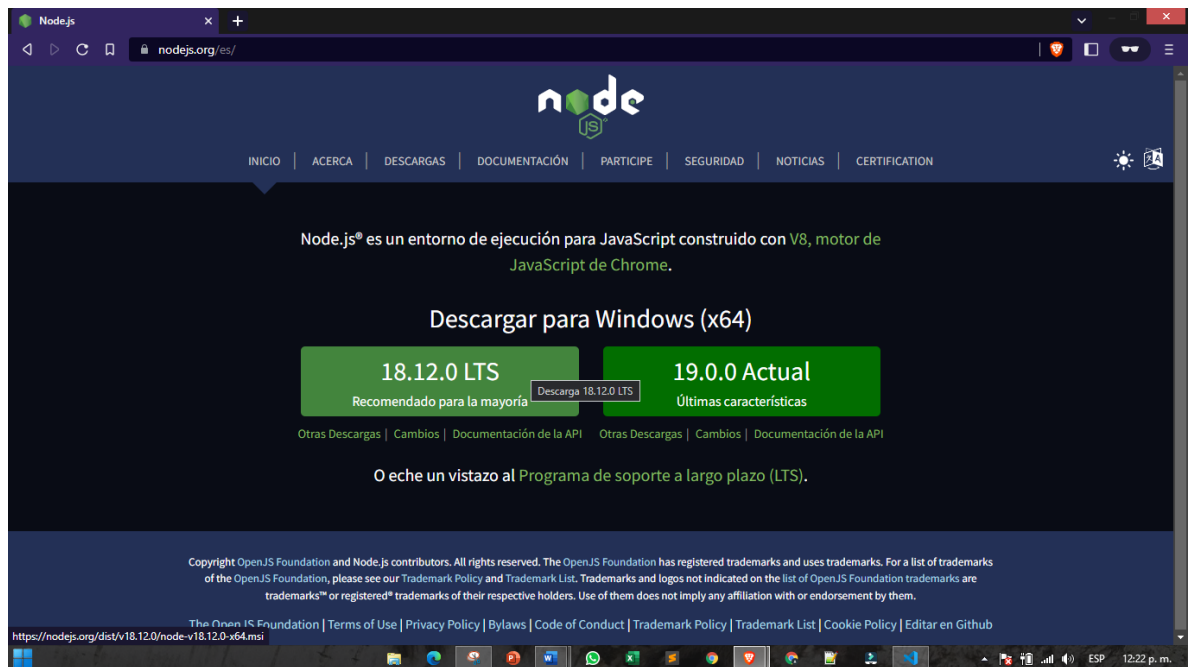 Node.js
nodejs.org/es/
node
JS
INICIO | ACERCA | DESCARGAS | DOCUMENTACIÓN | PARTICIPE | SEGURIDAD | NOTICIAS | CERTIFICATION
Node.js® es un entorno de ejecución para JavaScript construido con V8, motor de
JavaScript de Chrome.
Descargar para Windows (x64)
18.12.0 LTS
Recomendado para la mayoría
Descarga 18.12.0 LTS
19.0.0 Actual
Últimas características
Otras Descargas | Cambios | Documentación de la API
Otras Descargas | Cambios | Documentación de la API
O eche un vistazo al Programa de soporte a largo plazo (LTS).
Copyright OpenJS Foundation and Node.js contributors. All rights reserved. The OpenJS Foundation has registered trademarks and uses trademarks. For a list of trademarks
of the OpenJS Foundation, please see our Trademark Policy and Trademark List. Trademarks and logos not indicated on the list of OpenJS Foundation trademarks are
trademarks™ or registered® trademarks of their respective holders. Use of them does not imply any affiliation with or endorsement by them.
The OpenJS Foundation | Terms of Use | Privacy Policy | Bylaws | Code of Conduct | Trademark Policy | Trademark List | Cookie Policy | Editar en Github
https://nodejs.org/dist/v18.12.0/node-v18.12.0-x64.msi
ESP 12:22 p. m.